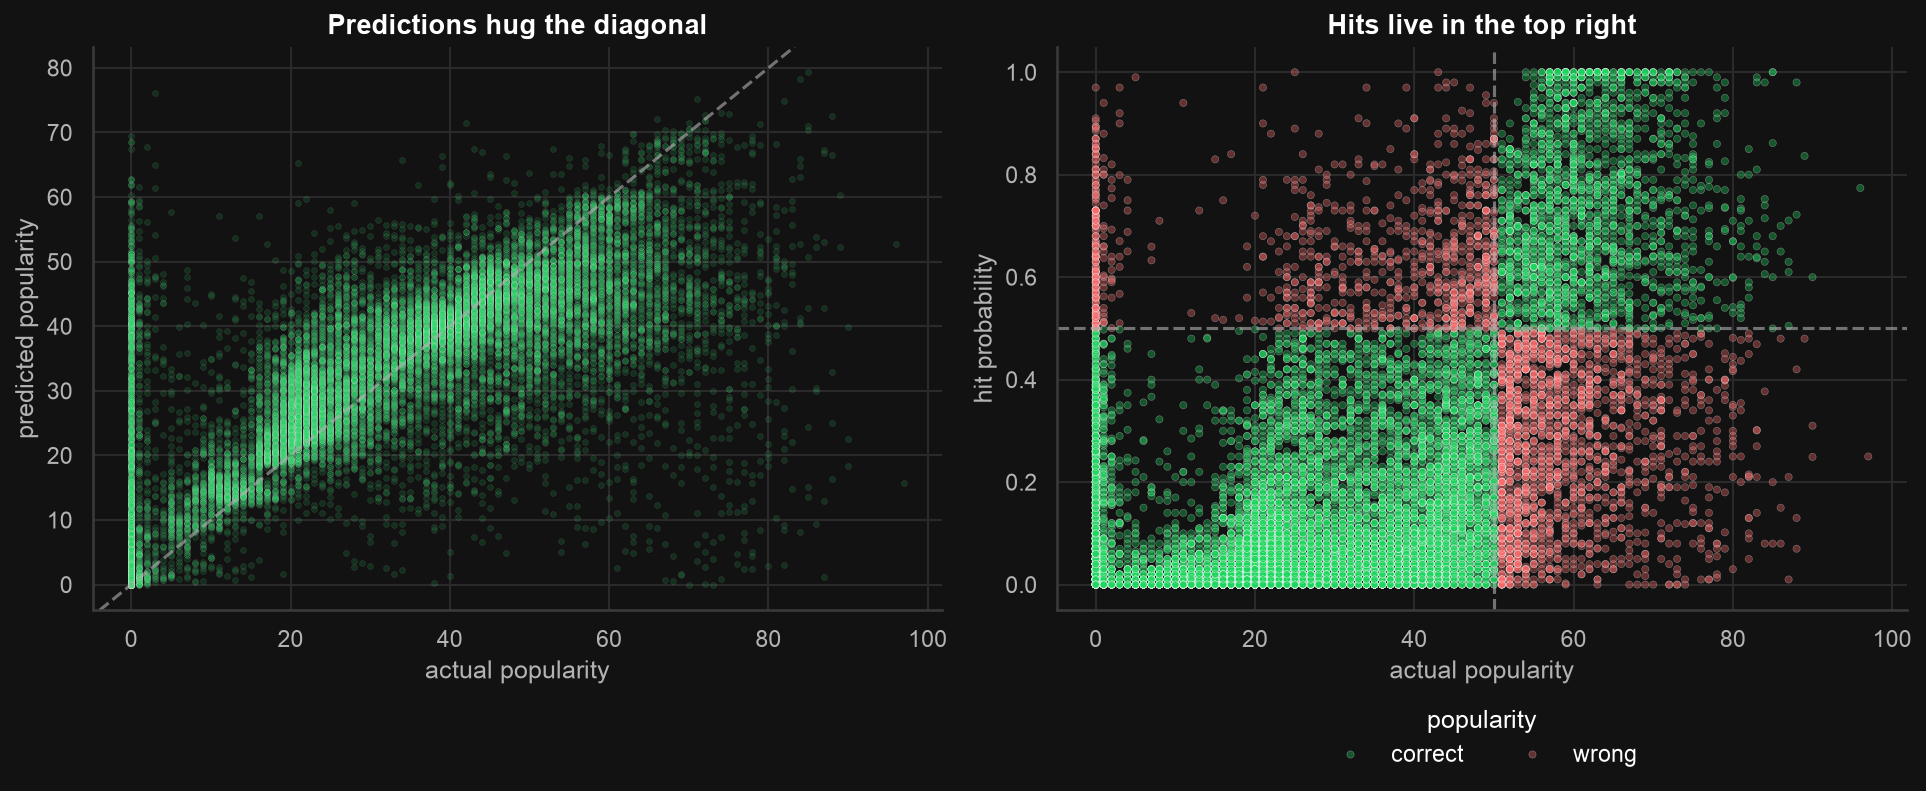 Predictions hug the diagonal
80
70
60
50
40
30
20
10
0
predicted popularity
0 20 40 60 80 100
actual popularity
Hits live in the top right
1.0
0.8
0.6
0.4
0.2
0.0
hit probability
0 20 40 60 80 100
actual popularity
popularity
correct wrong